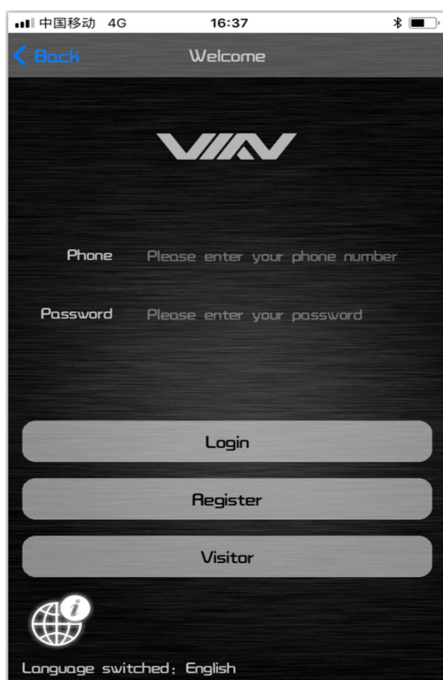 中国移动 4G 16:37
Back Welcome
VIAN
Phone Please enter your phone number
Password Please enter your password
Login
Register
Visitor
i
Language switched: English